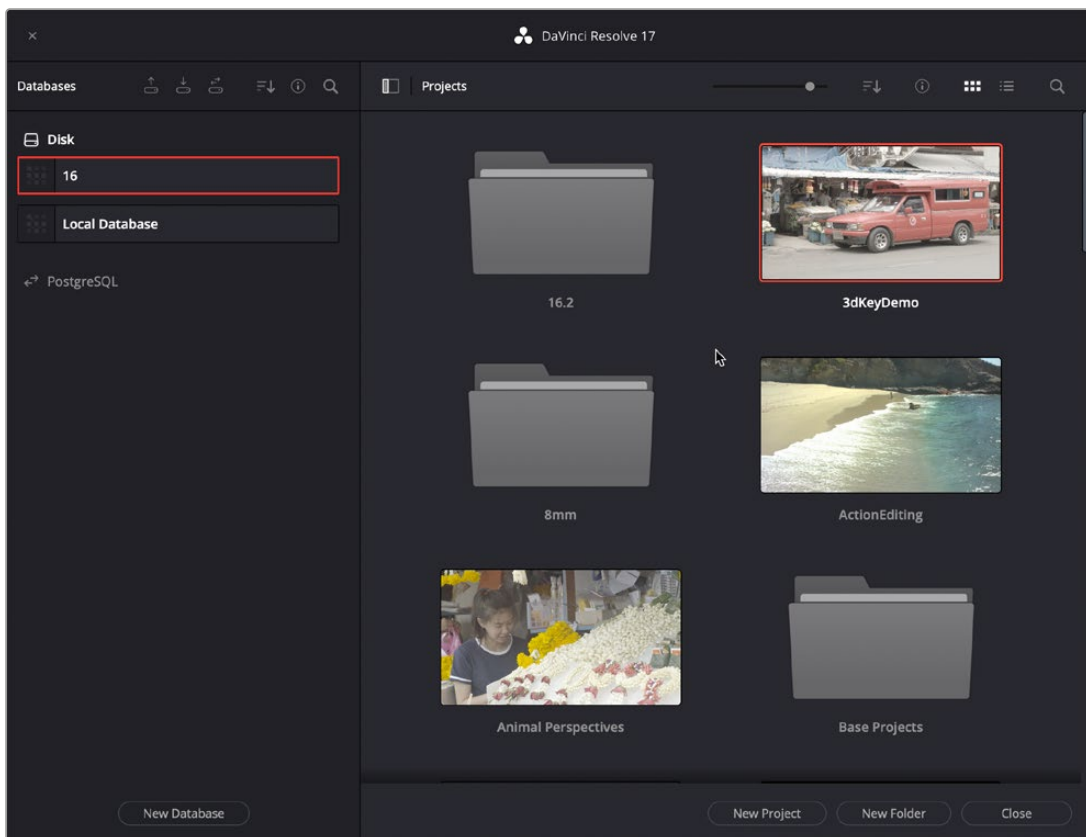 DaVinci Resolve 17
Databases
Projects
Disk
16
Local Database
PostgreSQL
16.2
3dKeyDemo
8mm
ActionEditing
Animal Perspectives
Base Projects
New Database
New Project
New Folder
Close